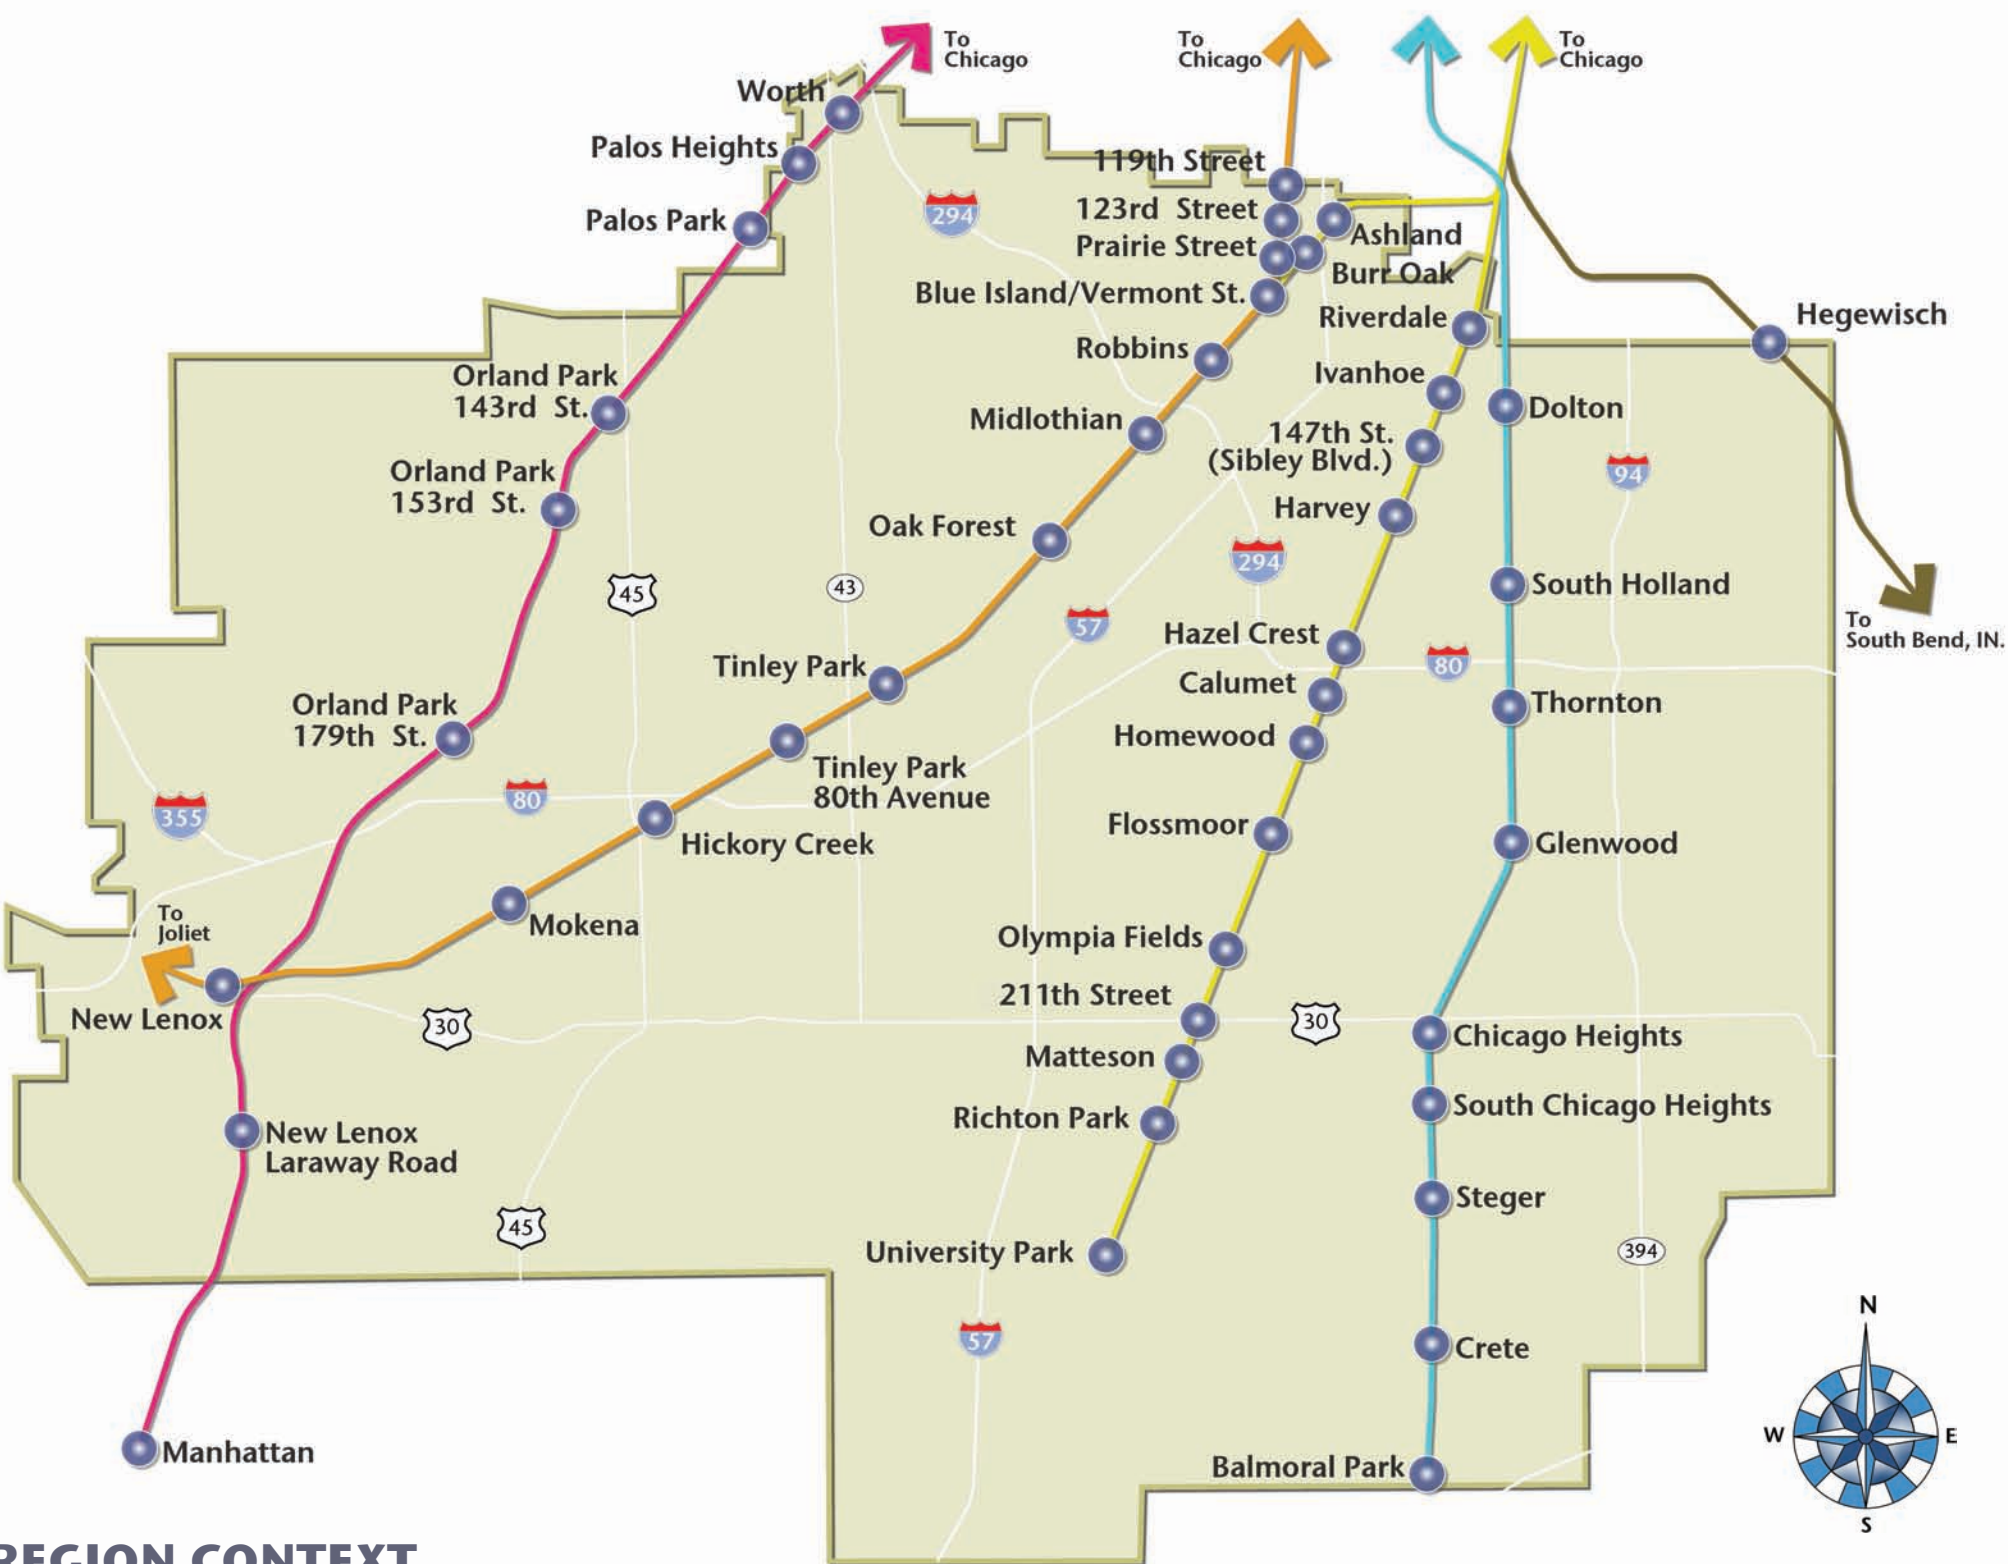 To
Chicago
To
Chicago
To
Chicago
Worth
Palos Heights
Palos Park
119th Street
123rd Street
Prairie Street
Ashland
Burr Oak
Blue Island/Vermont St.
Riverdale
Hegewisch
294
Robbins
Ivanhoe
Dolton
Midlothian
147th St.
(Sibley Blvd.)
94
Orland Park
143rd St.
Orland Park
153rd St.
Harvey
Oak Forest
294
South Holland
45
43
57
To
South Bend, IN.
Hazel Crest
80
Tinley Park
Calumet
Thornton
Orland Park
179th St.
Homewood
Tinley Park
80th Avenue
80
355
Hickory Creek
Flossmoor
Glenwood
To
Joliet
Mokena
Olympia Fields
211th Street
New Lenox
30
30
Chicago Heights
Matteson
Richton Park
South Chicago Heights
New Lenox
Laraway Road
Steger
45
University Park
394
57
Crete
N
W
E
S
Manhattan
Balmoral Park
REGION CONTEXT